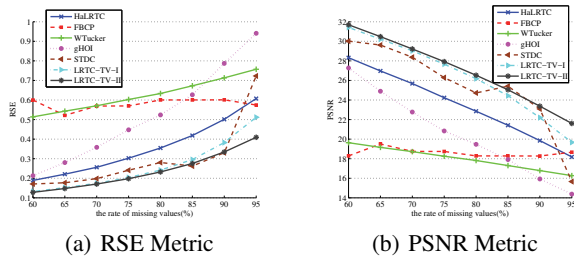 HaLRTC
FBCP
WTucker
gHOI
STDC
LRTC-TV-I
LRTC-TV-II
1
0.9
0.8
0.7
0.6
0.5
0.4
0.3
0.2
0.1
RSE
60 65 70 75 80 85 90 95
the rate of missing values(%)
(a) RSE Metric
HaLRTC
FBCP
WTucker
gHOI
STDC
LRTC-TV-I
LRTC-TV-II
32
30
28
26
24
22
20
18
16
14
PSNR
60 65 70 75 80 85 90 95
the rate of missing values(%)
(b) PSNR Metric